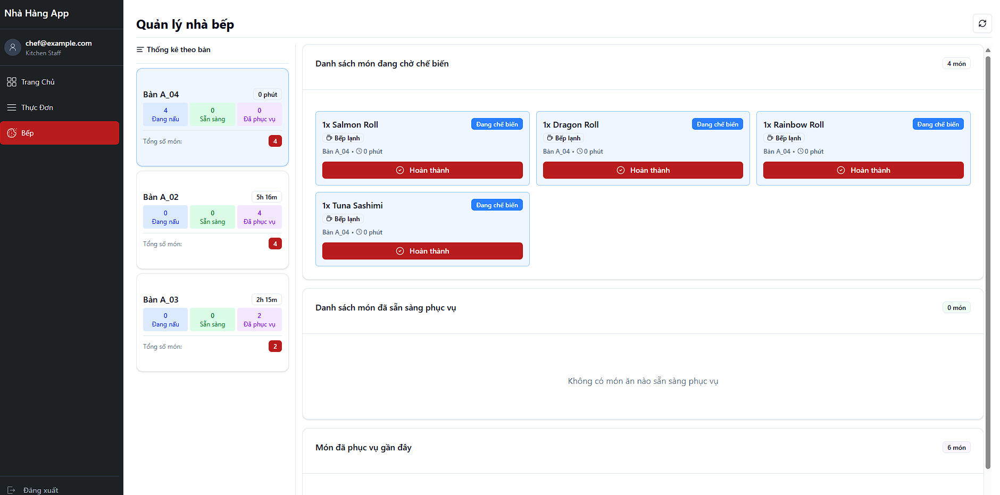 Nhà Hàng App
chef@example.com
Kitchen Staff
Trang Chủ
Thực Đơn
Bếp
Đăng xuất
Quản lý nhà bếp
Thống kê theo bàn
Bàn A_04
0 phút
4
Đang nấu
0
Sẵn sàng
0
Đã phục vụ
Tổng số món:
4
Bàn A_02
5h 16m
0
Đang nấu
0
Sẵn sàng
4
Đã phục vụ
Tổng số món:
4
Bàn A_03
2h 15m
0
Đang nấu
0
Sẵn sàng
2
Đã phục vụ
Tổng số món:
2
Danh sách món đang chờ chế biến
4 món
1x Salmon Roll
Đang chế biến
Bếp lạnh
Bàn A_04 • 0 phút
Hoàn thành
1x Dragon Roll
Đang chế biến
Bếp lạnh
Bàn A_04 • 0 phút
Hoàn thành
1x Rainbow Roll
Đang chế biến
Bếp lạnh
Bàn A_04 • 0 phút
Hoàn thành
1x Tuna Sashimi
Đang chế biến
Bếp lạnh
Bàn A_04 • 0 phút
Hoàn thành
Danh sách món đã sẵn sàng phục vụ
0 món
Không có món ăn nào sẵn sàng phục vụ
Món đã phục vụ gần đây
6 món